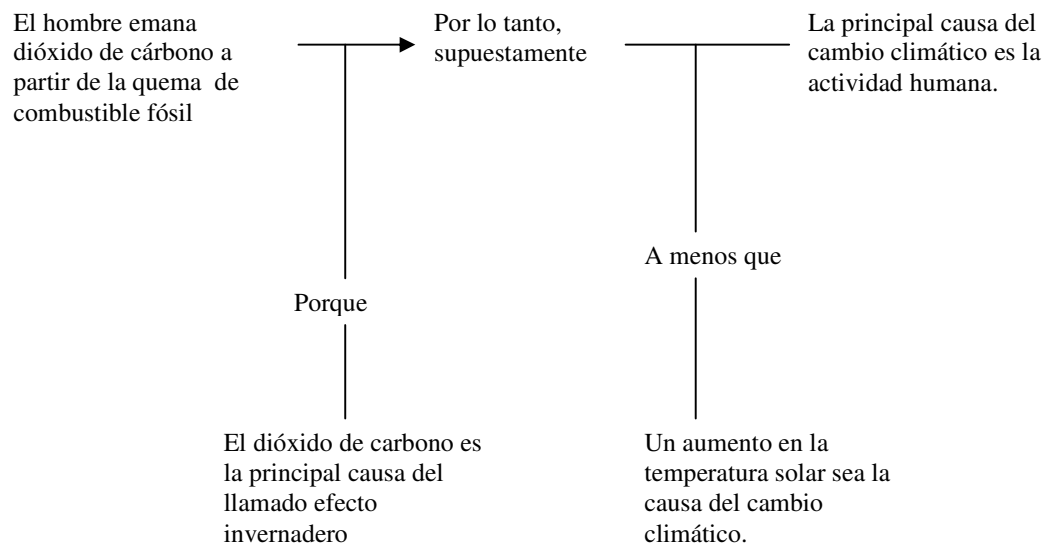 El hombre emana
dióxido de cárbono a
partir de la quema de
combustible fósil
Por lo tanto,
supuestamente
La principal causa del
cambio climático es la
actividad humana.
A menos que
Porque
El dióxido de carbono es
la principal causa del
llamado efecto
invernadero
Un aumento en la
temperatura solar sea la
causa del cambio
climático.